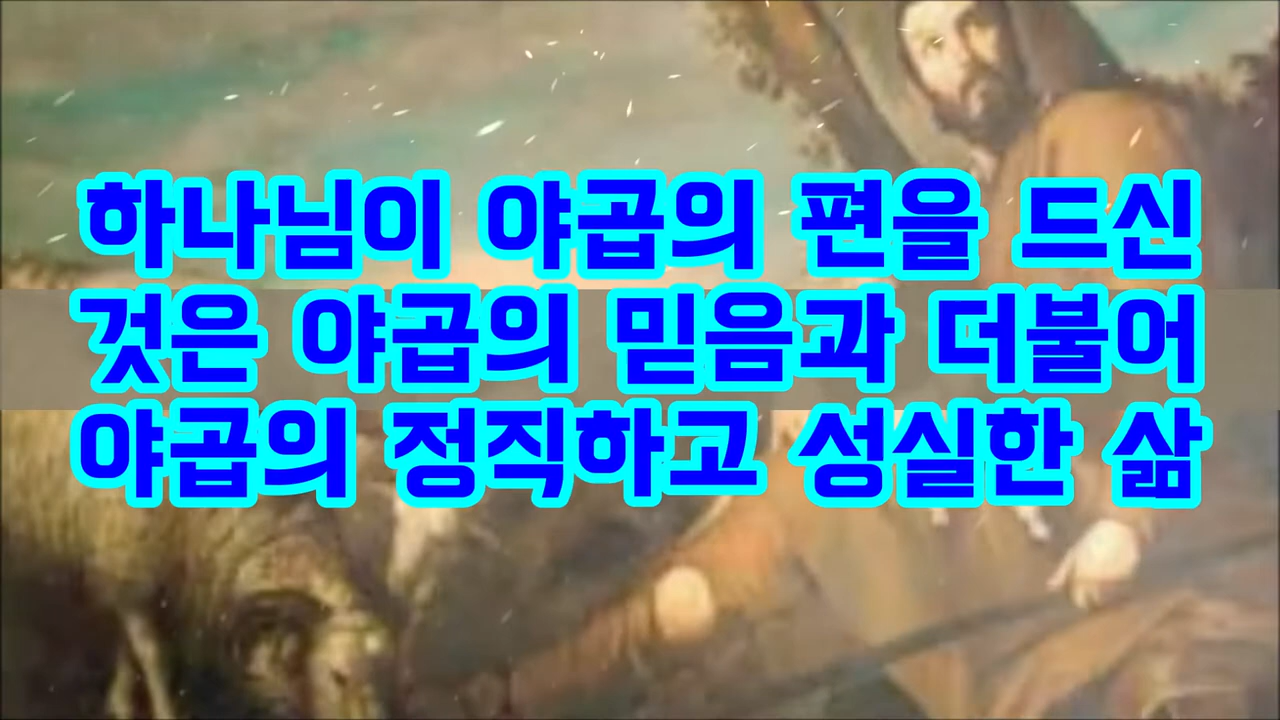 하나님이 야곱의 편을 드신
것은 야곱의 믿음과 더불어
야곱의 정직하고 성실한 삶